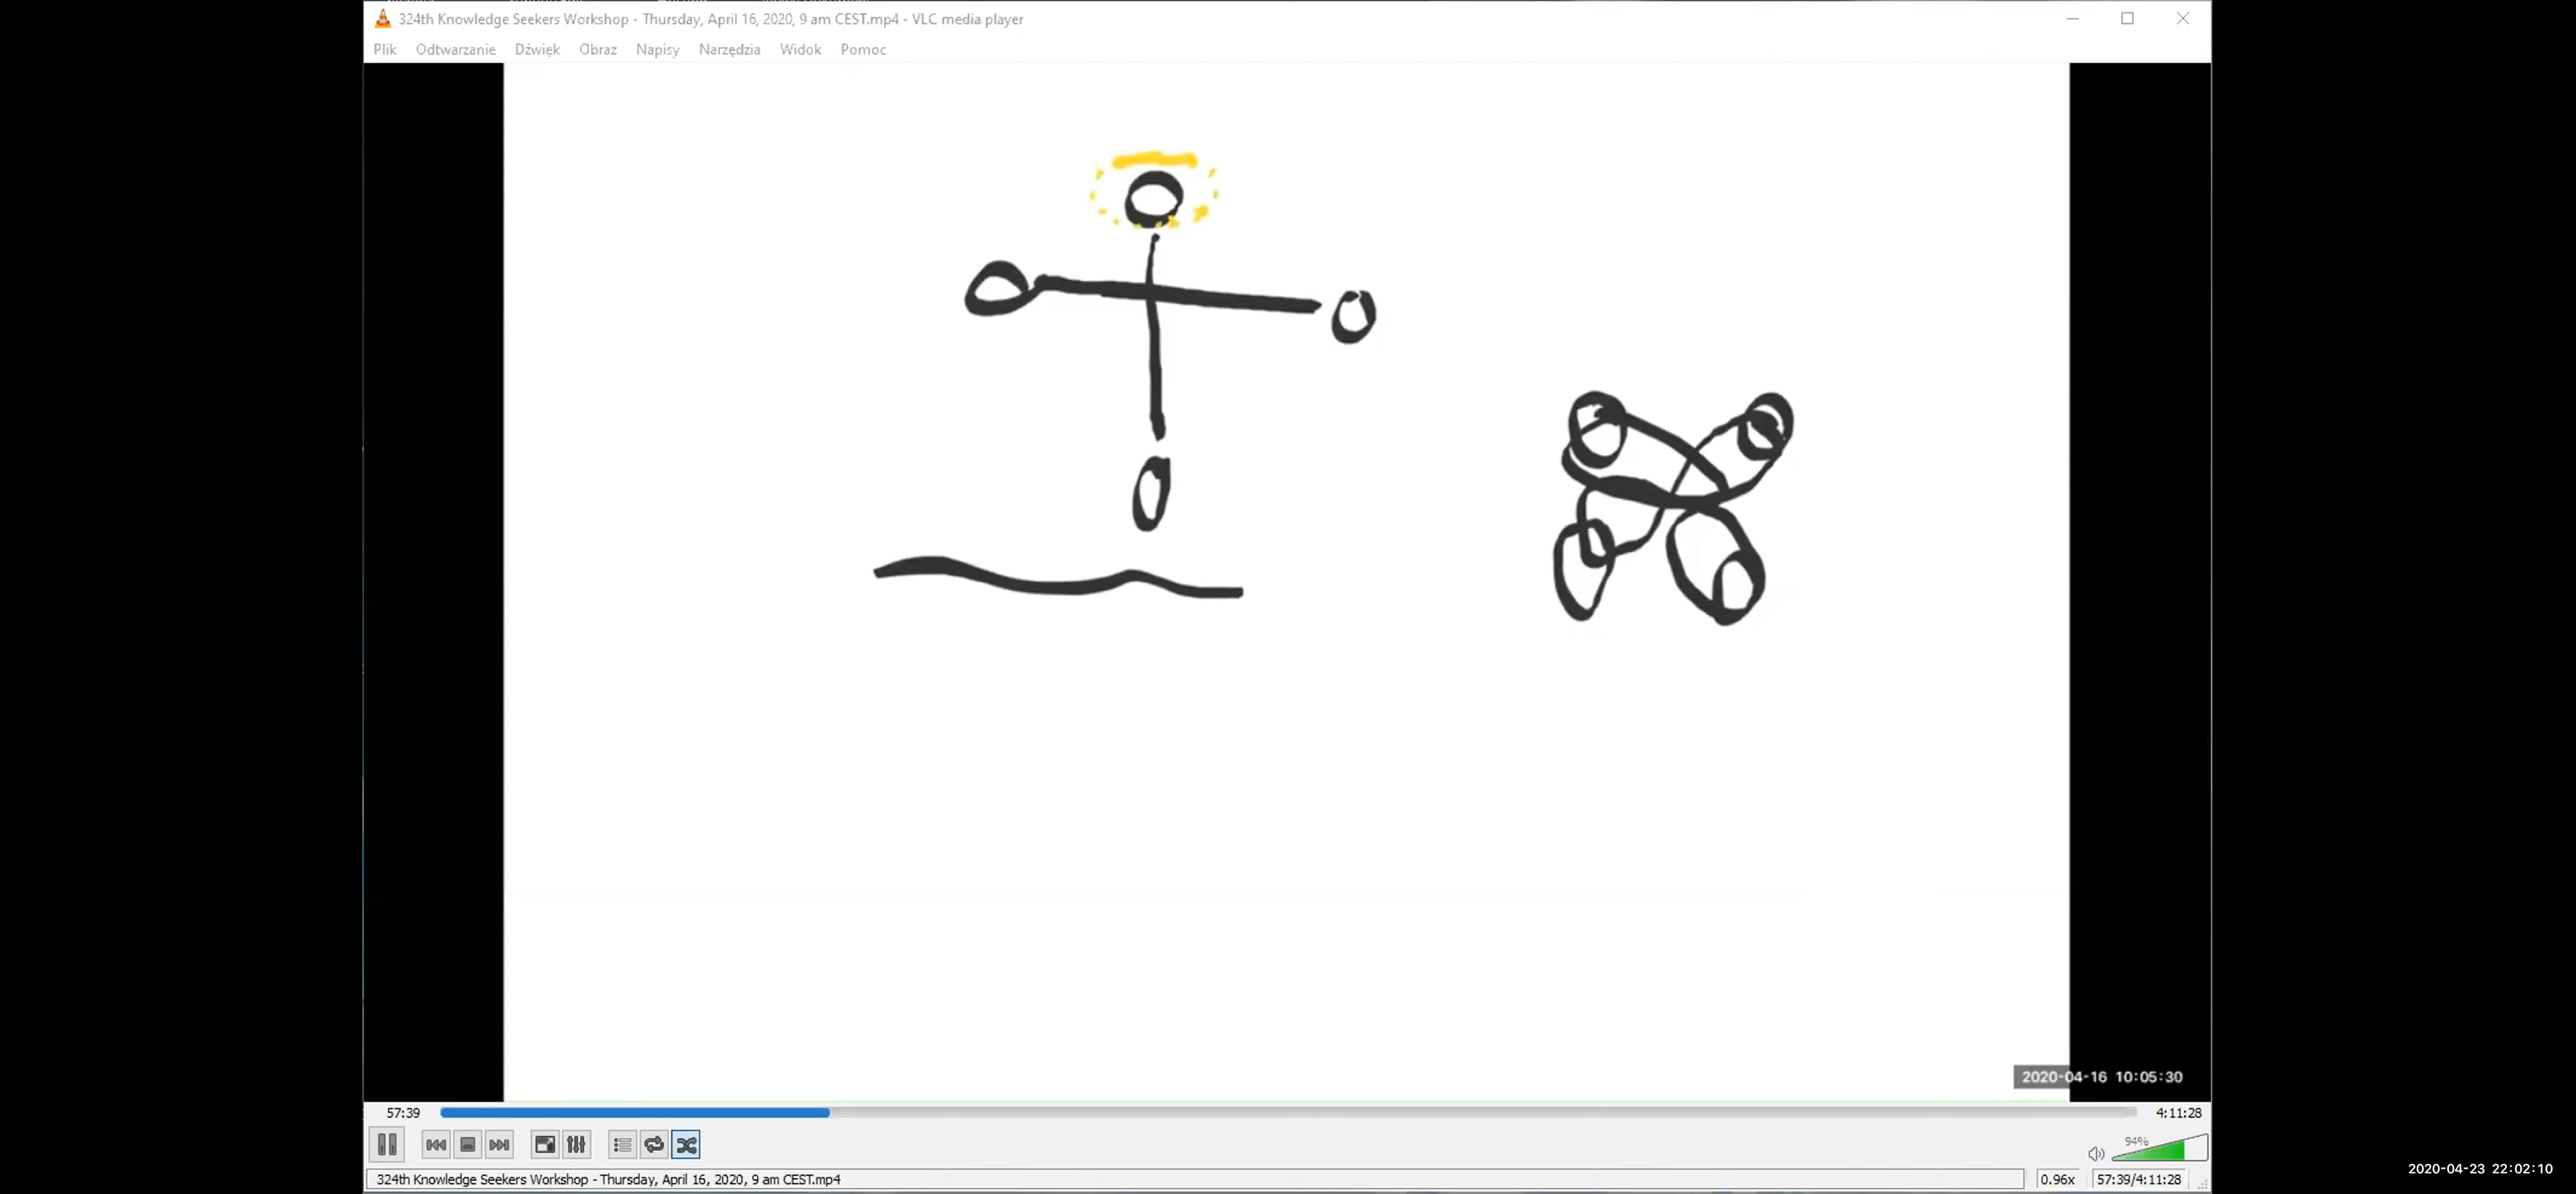 324th Knowledge Seekers Workshop - Thursday, April 16, 2020, 9 am CEST.mp4 - VLC media player
Plik Odtwarzanie Dźwięk Obraz Napisy Narzędzia Widok Pomoc
2020-04-16 10:05:30
57:39 4:11:28
94%
324th Knowledge Seekers Workshop - Thursday, April 16, 2020, 9 am CEST.mp4 0.96x 57:39/4:11:28
2020-04-23 22:02:10